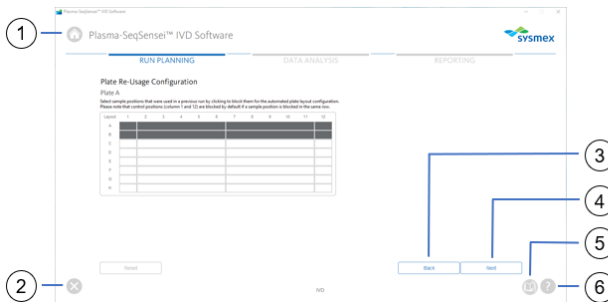 Plasma-SeqSensei™ IVD Software
1
Plasma-SeqSensei™ IVD Software
sysmex
RUN PLANNING
DATA ANALYSIS
REPORTING
Plate Re-Usage Configuration
Plate A
Select sample positions that were used in a previous run by clicking to block them for the automated plate layout configuration.
Please note that control positions (column 1 and 12) are blocked by default if a sample position is blocked in the same row.
Layout 1 2 3 4 5 6 7 8 9 10 11 12
A
B
C
D
E
F
G
H
3
4
5
Reset
Back
Next
2
IVD
?
6